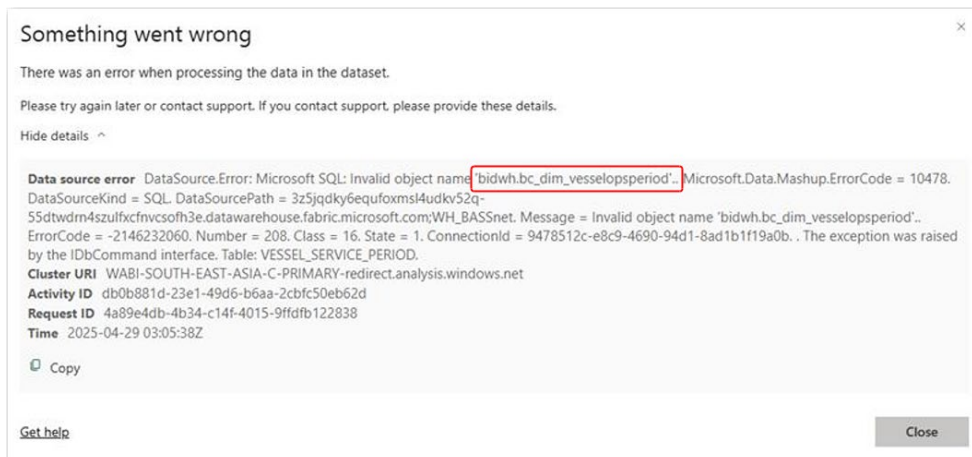 Something went wrong
There was an error when processing the data in the dataset.
Please try again later or contact support. If you contact support, please provide these details.
Hide details
Data source error DataSource.Error: Microsoft SQL: Invalid object name 'bidwh.bc_dim_vesselopsperiod'.. Microsoft.Data.Mashup.ErrorCode = 10478.
DataSourceKind = SQL. DataSourcePath = 3z5jqdky6equfoxmsl4udkv52q-
55dtwdrn4szulfxcfnvcsofh3e.datawarehouse.fabric.microsoft.com;WH_BASSnet. Message = Invalid object name 'bidwh.bc_dim_vesselopsperiod'..
ErrorCode = -2146232060. Number = 208. Class = 16. State = 1. ConnectionId = 9478512c-e8c9-4690-94d1-8ad1b1f19a0b. . The exception was raised
by the IDbCommand interface. Table: VESSEL_SERVICE_PERIOD.
Cluster URI WABI-SOUTH-EAST-ASIA-C-PRIMARY-redirect.analysis.windows.net
Activity ID db0b881d-23e1-49d6-b6aa-2cbfc50eb62d
Request ID 4a89e4db-4b34-c14f-4015-9ffdfb122838
Time 2025-04-29 03:05:38Z
Copy
Get help
Close